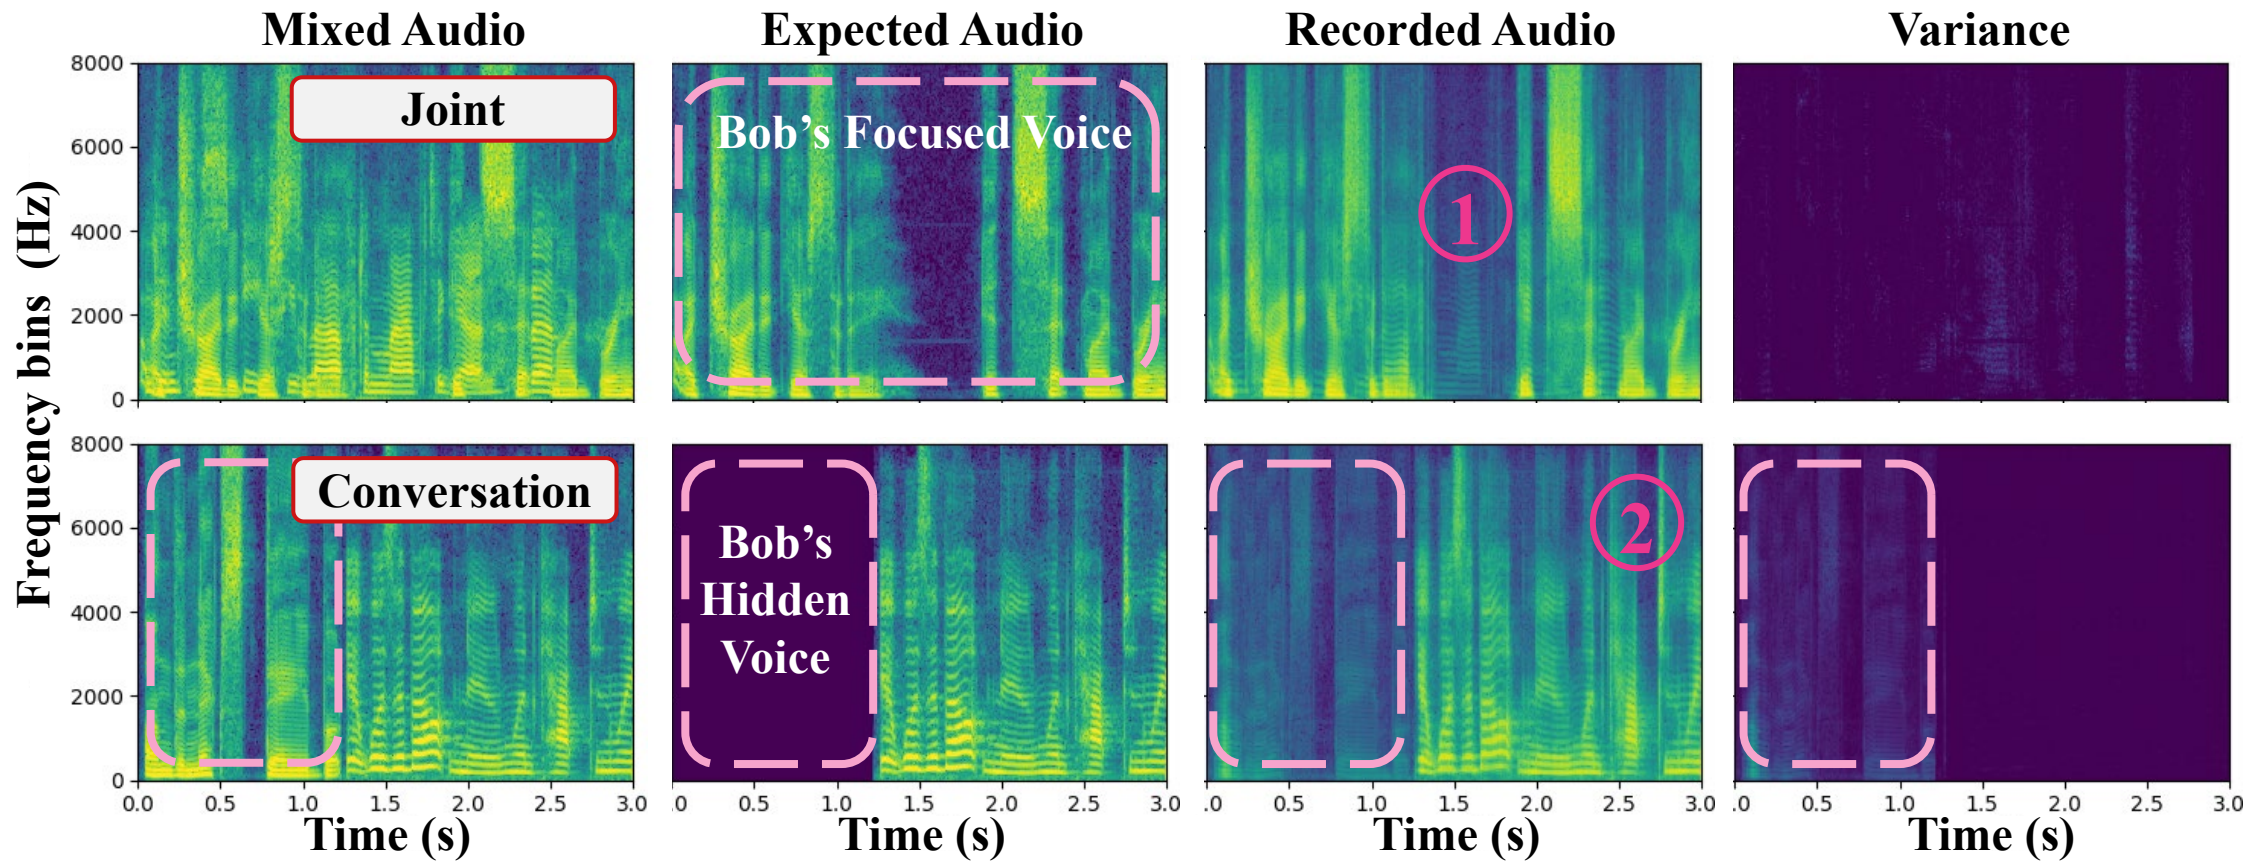 Mixed Audio
Expected Audio
Recorded Audio
Variance
Frequency bins (Hz)
8000
6000
4000
2000
0
Joint
Bob's Focused Voice
1
8000
6000
4000
2000
0
Conversation
Bob's
Hidden
Voice
2
0.0 0.5 1.0 1.5 2.0 2.5 3.0
.0 0.5 1.0 1.5 2.0 2.5 3.0
.0 0.5 1.0 1.5 2.0 2.5 3.0
.0 0.5 1.0 1.5 2.0 2.5 3.0
Time (s)
Time (s)
Time (s)
Time (s)